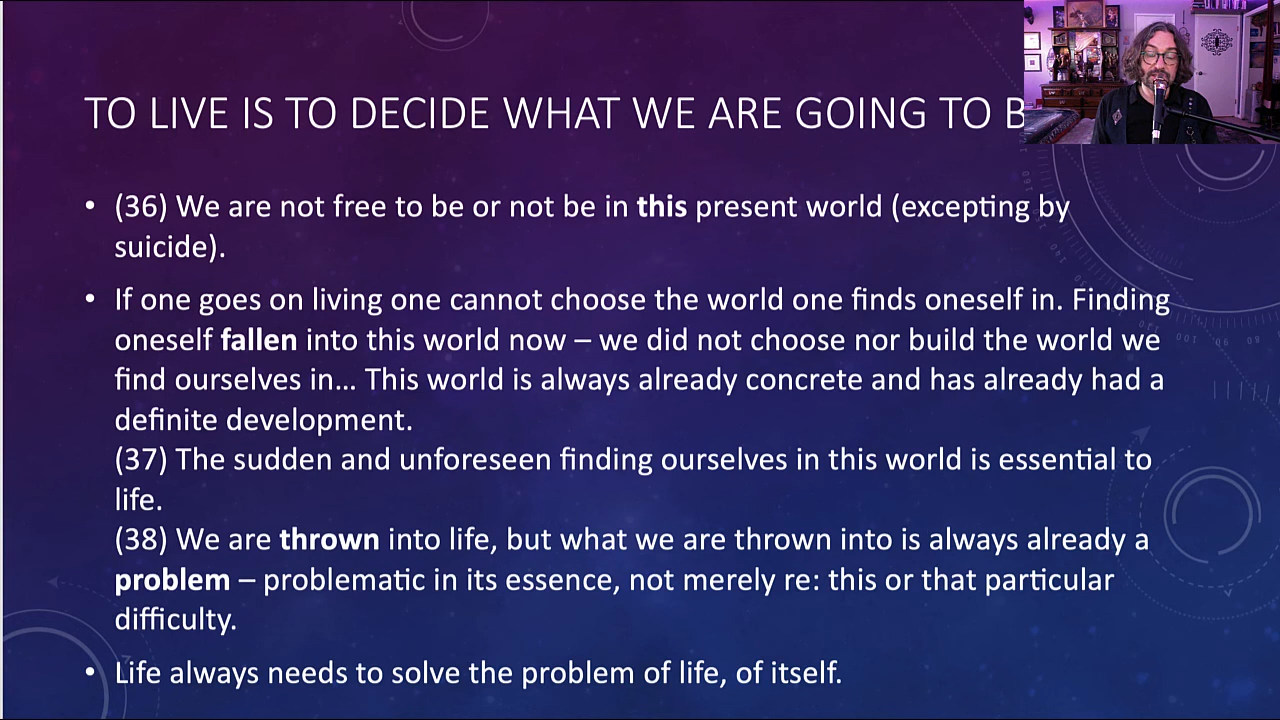 TO LIVE IS TO DECIDE WHAT WE ARE GOING TO B
• (36) We are not free to be or not be in this present world (excepting by
suicide).
• If one goes on living one cannot choose the world one finds oneself in. Finding
oneself fallen into this world now – we did not choose nor build the world we
find ourselves in... This world is always already concrete and has already had a
definite development.
(37) The sudden and unforeseen finding ourselves in this world is essential to
life.
(38) We are thrown into life, but what we are thrown into is always already a
problem – problematic in its essence, not merely re: this or that particular
difficulty.
• Life always needs to solve the problem of life, of itself.